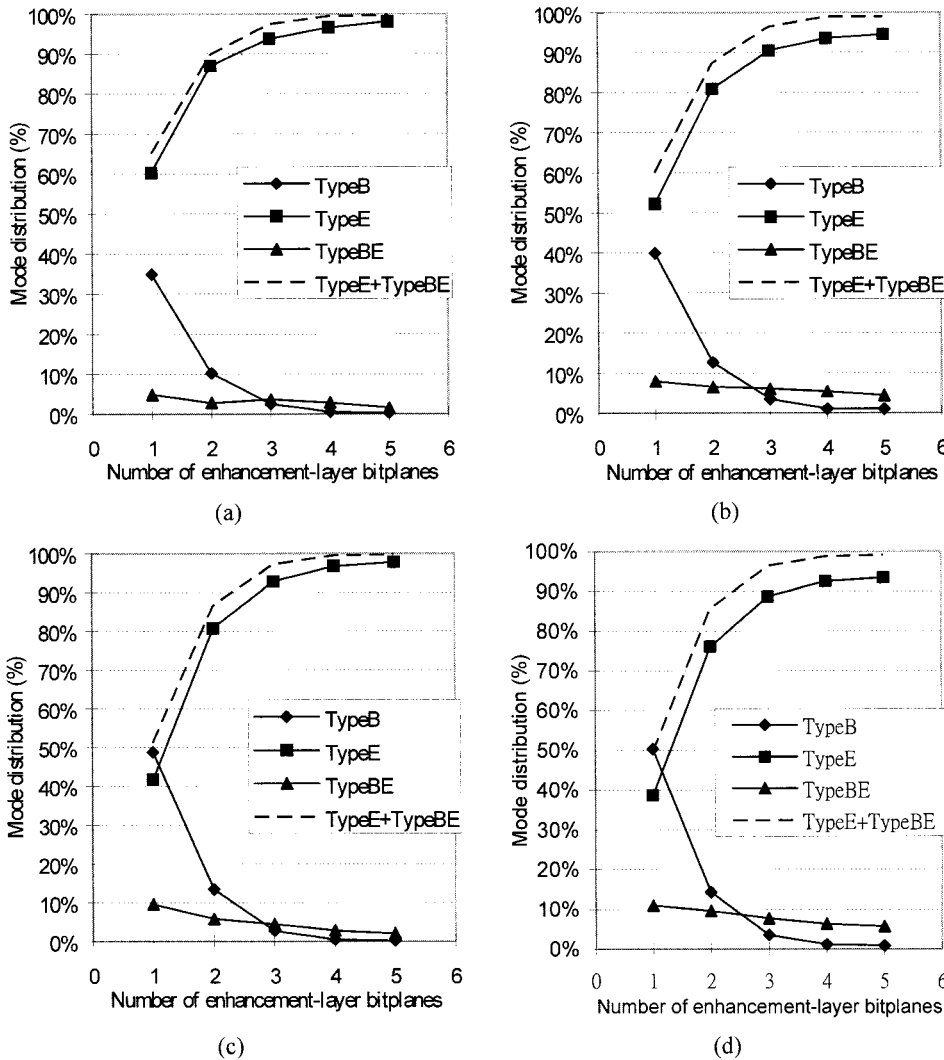 100%
90%
80%
70%
60%
50%
40%
30%
20%
10%
0%
Mode distribution (%)
TypeB
TypeE
TypeBE
TypeE+TypeBE
0 1 2 3 4 5 6
Number of enhancement-layer bitplanes
(a)
100%
90%
80%
70%
60%
50%
40%
30%
20%
10%
0%
Mode distribution (%)
TypeB
TypeE
TypeBE
TypeE+TypeBE
0 1 2 3 4 5 6
Number of enhancement-layer bitplanes
(b)
100%
90%
80%
70%
60%
50%
40%
30%
20%
10%
0%
Mode distribution (%)
TypeB
TypeE
TypeBE
TypeE+TypeBE
0 1 2 3 4 5 6
Number of enhancement-layer bitplanes
(c)
100%
90%
80%
70%
60%
50%
40%
30%
20%
10%
0%
Mode distribution (%)
TypeB
TypeE
TypeBE
TypeE+TypeBE
0 1 2 3 4 5 6
Number of enhancement-layer bitplanes
(d)